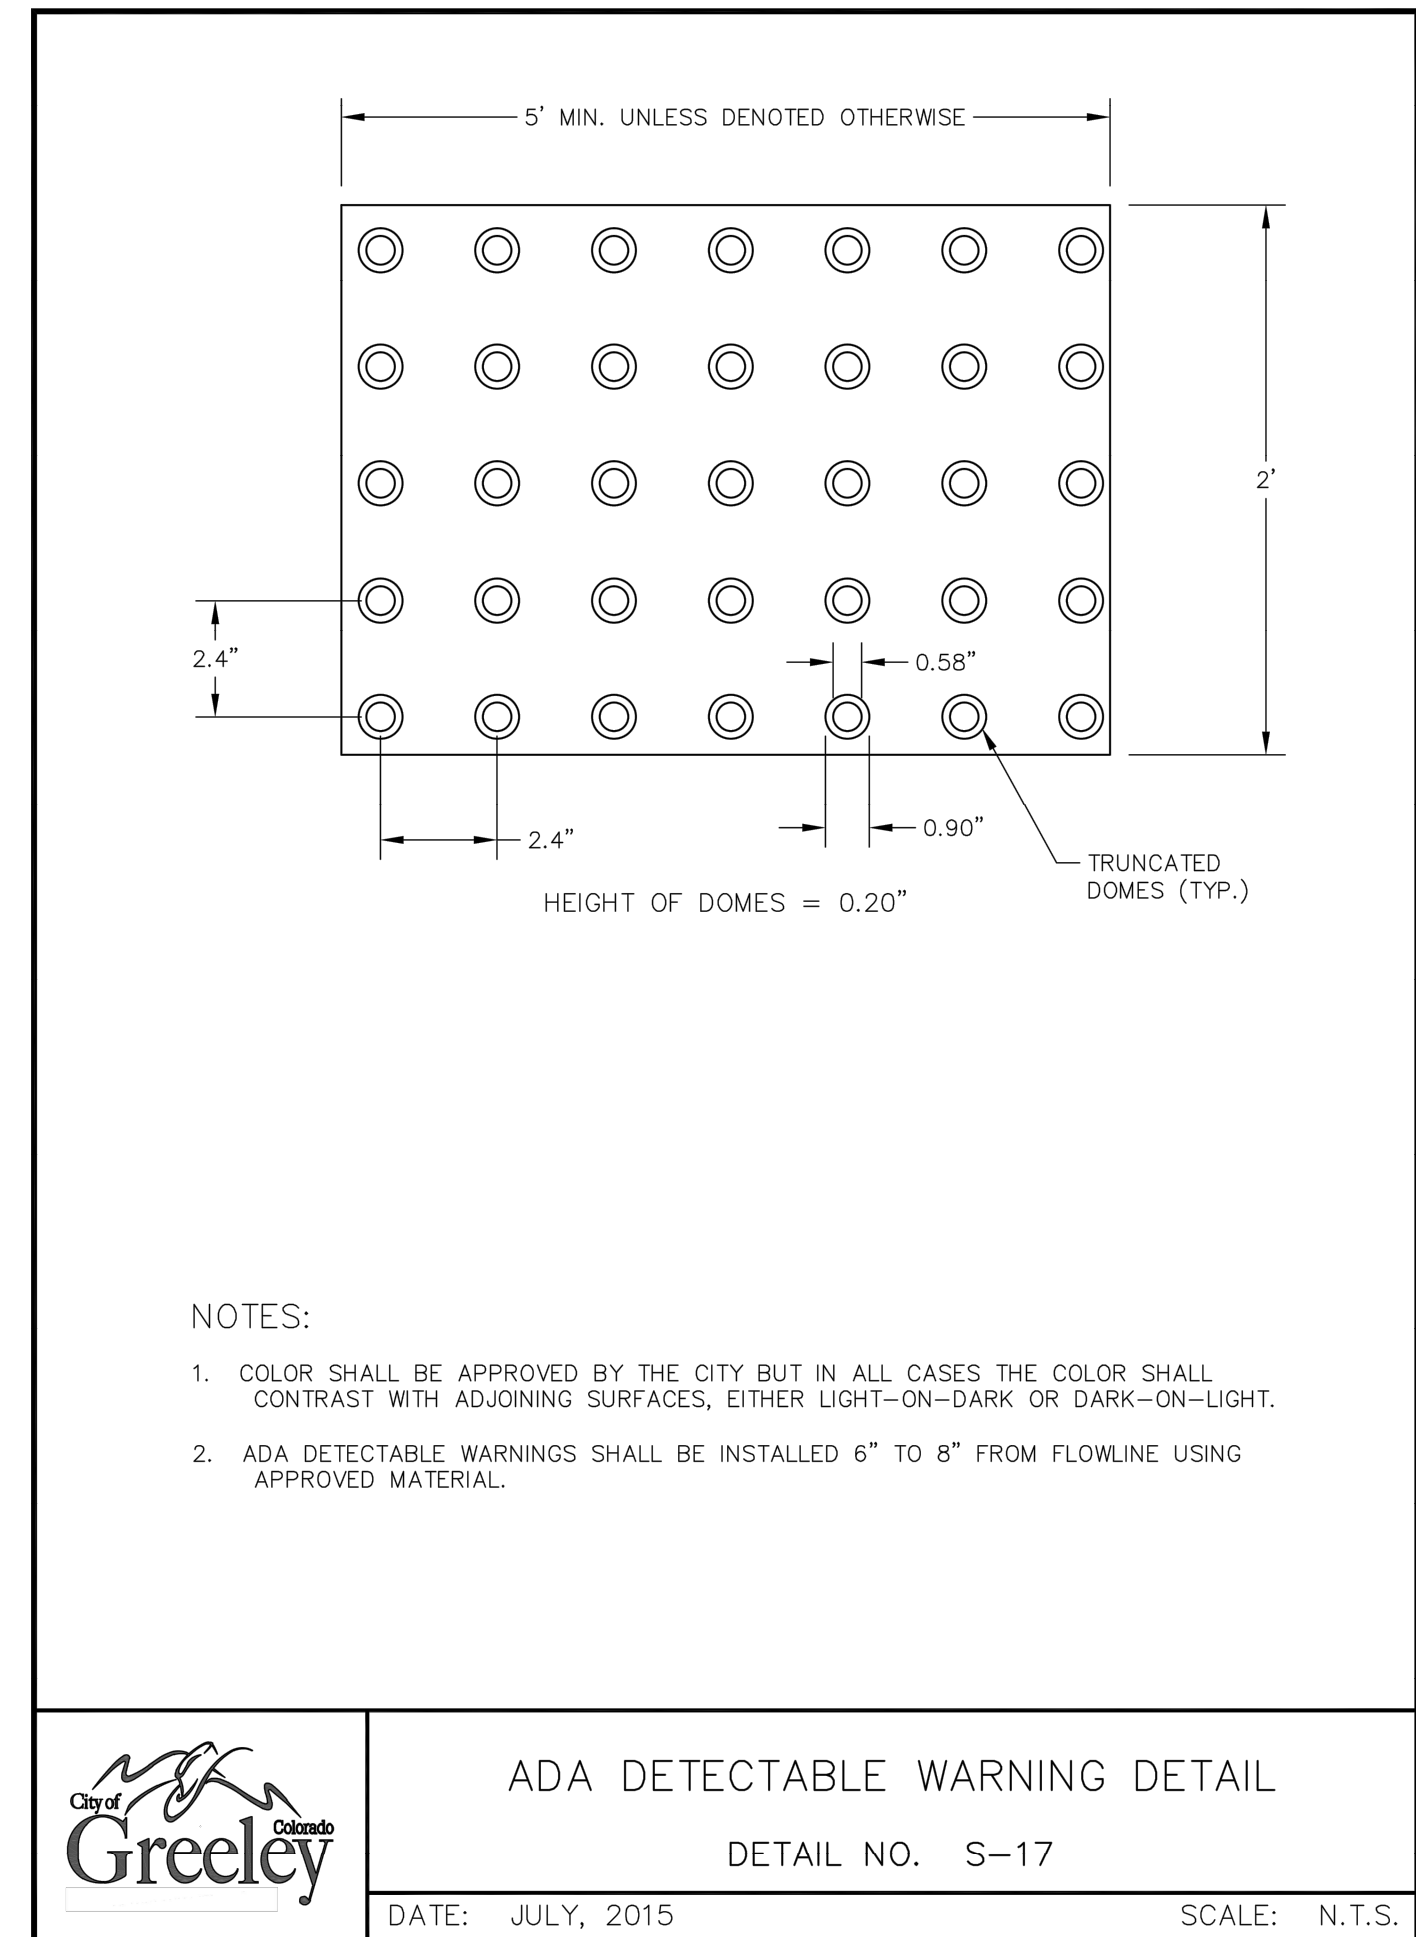 5' MIN. UNLESS DENOTED OTHERWISE
2'
2.4"
0.58"
2.4"
0.90"
TRUNCATED
DOMES (TYP.)
HEIGHT OF DOMES = 0.20"
NOTES:
1. COLOR SHALL BE APPROVED BY THE CITY BUT IN ALL CASES THE COLOR SHALL
CONTRAST WITH ADJOINING SURFACES, EITHER LIGHT-ON-DARK OR DARK-ON-LIGHT.
2. ADA DETECTABLE WARNINGS SHALL BE INSTALLED 6" TO 8" FROM FLOWLINE USING
APPROVED MATERIAL.
City of
Greeley
Colorado
ADA DETECTABLE WARNING DETAIL
DETAIL NO. S-17
DATE: JULY, 2015
SCALE: N.T.S.